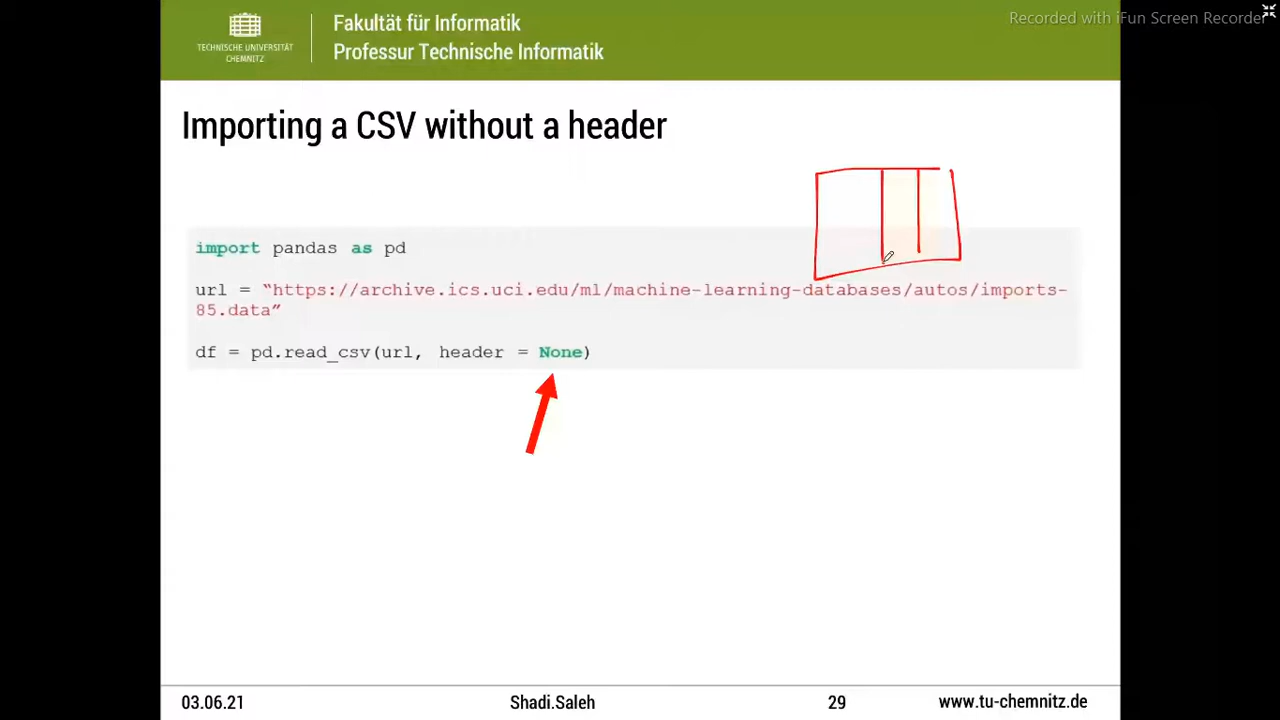 Recorded with iFun Screen Recorder
TECHNISCHE UNIVERSITÄT
CHEMNITZ
Fakultät für Informatik
Professur Technische Informatik
Importing a CSV without a header
import pandas as pd
url = “https://archive.ics.uci.edu/ml/machine-learning-databases/autos/imports-
85.data”
df = pd.read_csv(url, header = None)
03.06.21 Shadi.Saleh 29 www.tu-chemnitz.de